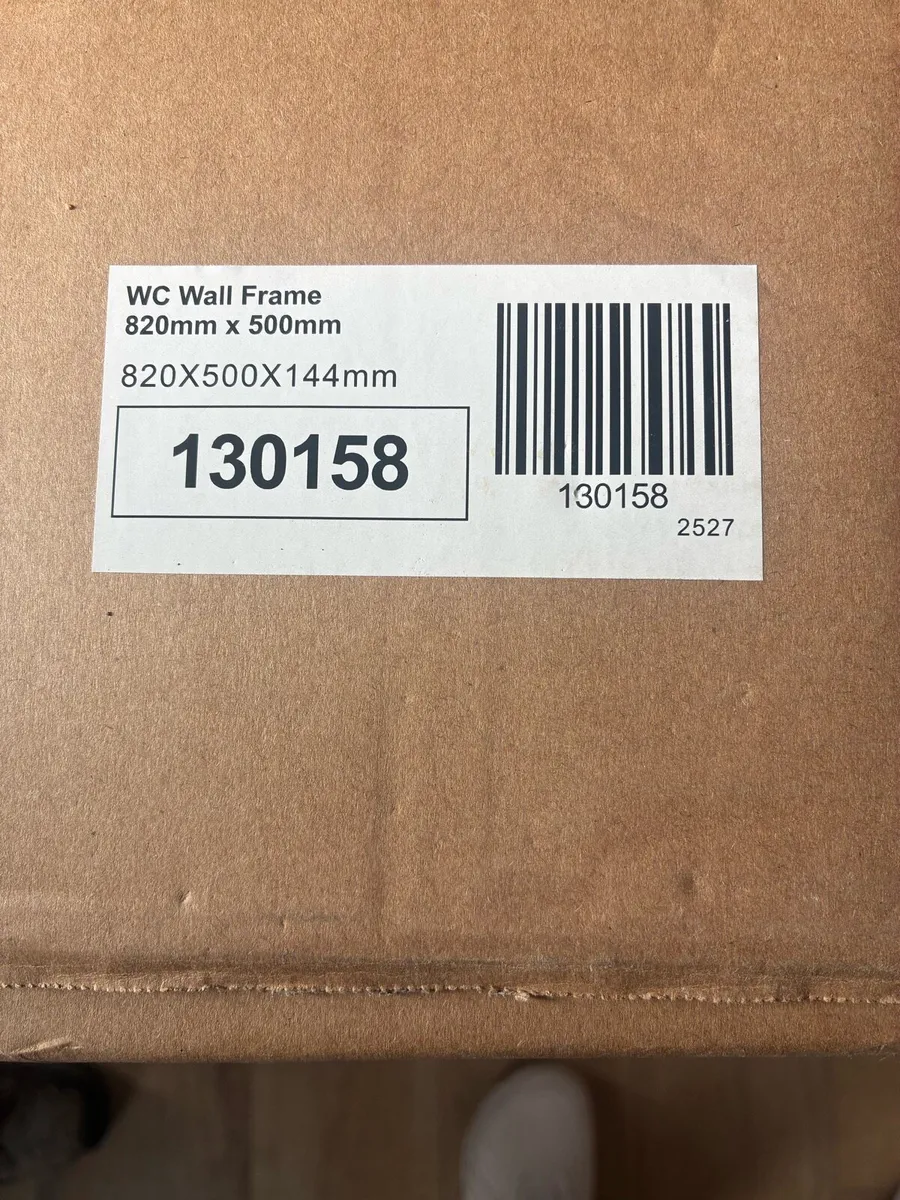 WC Wall Frame
820mm x 500mm
820X500X144mm
130158
130158
2527